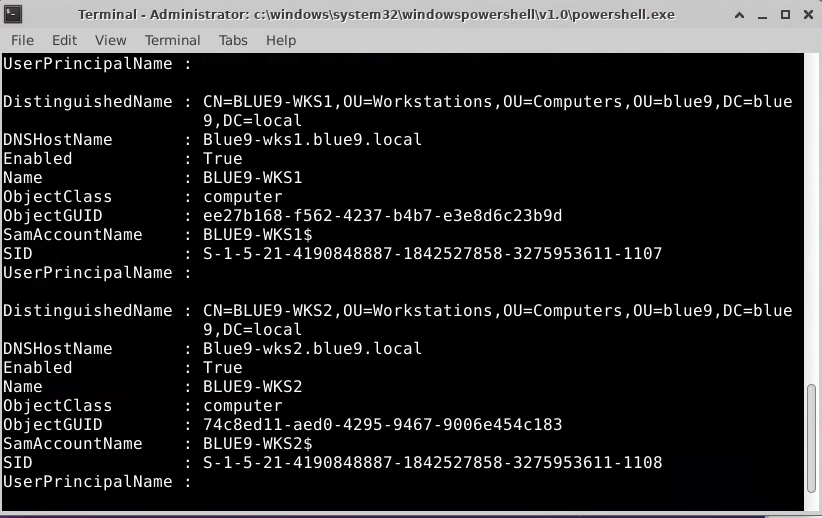 Terminal - Administrator: c:\windows\system32\windowspowershell\v1.0\powershell.exe
File Edit View Terminal Tabs Help
UserPrincipalName :
DistinguishedName : CN=BLUE9-WKS1,OU=Workstations,OU=Computers,OU=blue9,DC=blue
9,DC=local
DNSHostName : Blue9-wks1.blue9.local
Enabled : True
Name : BLUE9-WKS1
ObjectClass : computer
ObjectGUID : ee27b168-f562-4237-b4b7-e3e8d6c23b9d
SamAccountName : BLUE9-WKS1$
SID : S-1-5-21-4190848887-1842527858-3275953611-1107
UserPrincipalName :
DistinguishedName : CN=BLUE9-WKS2,OU=Workstations,OU=Computers,OU=blue9,DC=blue
9,DC=local
DNSHostName : Blue9-wks2.blue9.local
Enabled : True
Name : BLUE9-WKS2
ObjectClass : computer
ObjectGUID : 74c8ed11-aed0-4295-9467-9006e454c183
SamAccountName : BLUE9-WKS2$
SID : S-1-5-21-4190848887-1842527858-3275953611-1108
UserPrincipalName :